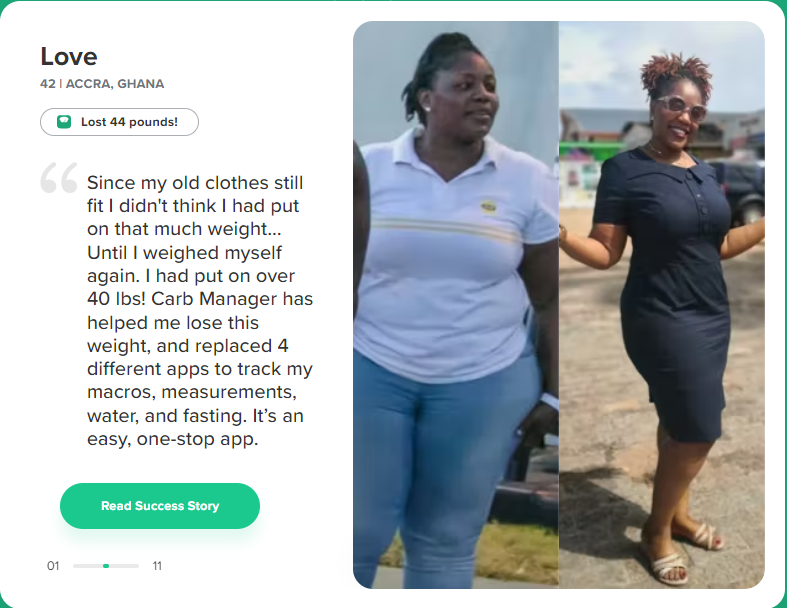 Love
42 | ACCRA, GHANA
Lost 44 pounds!
“
Since my old clothes still
fit I didn't think I had put
on that much weight...
Until I weighed myself
again. I had put on over
40 lbs! Carb Manager has
helped me lose this
weight, and replaced 4
different apps to track my
macros, measurements,
water, and fasting. It’s an
easy, one-stop app.
Read Success Story
01 11